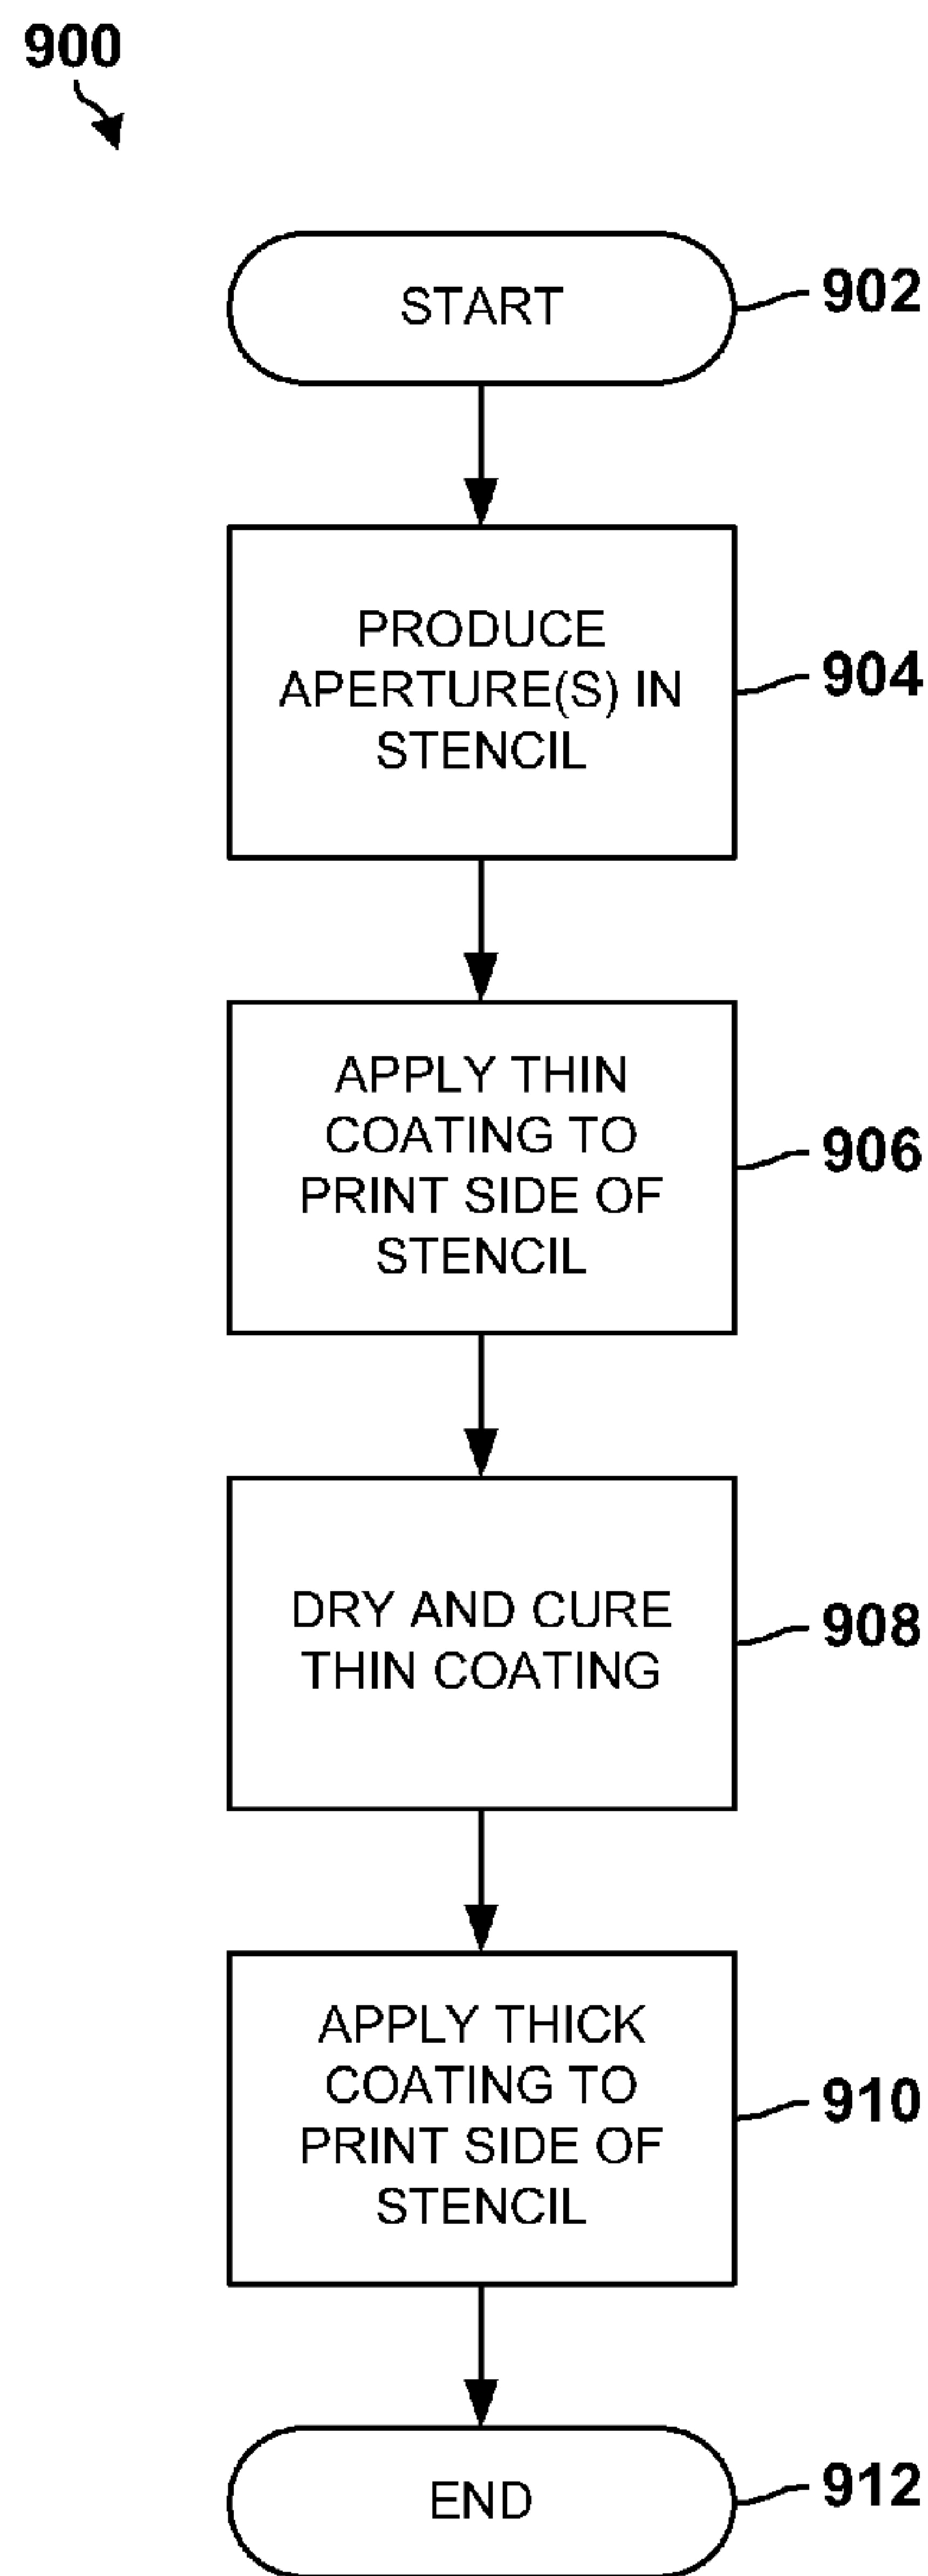 900
START
902
PRODUCE
APERTURE(S) IN
STENCIL
904
APPLY THIN
COATING TO
PRINT SIDE OF
STENCIL
906
DRY AND CURE
THIN COATING
908
APPLY THICK
COATING TO
PRINT SIDE OF
STENCIL
910
END
912